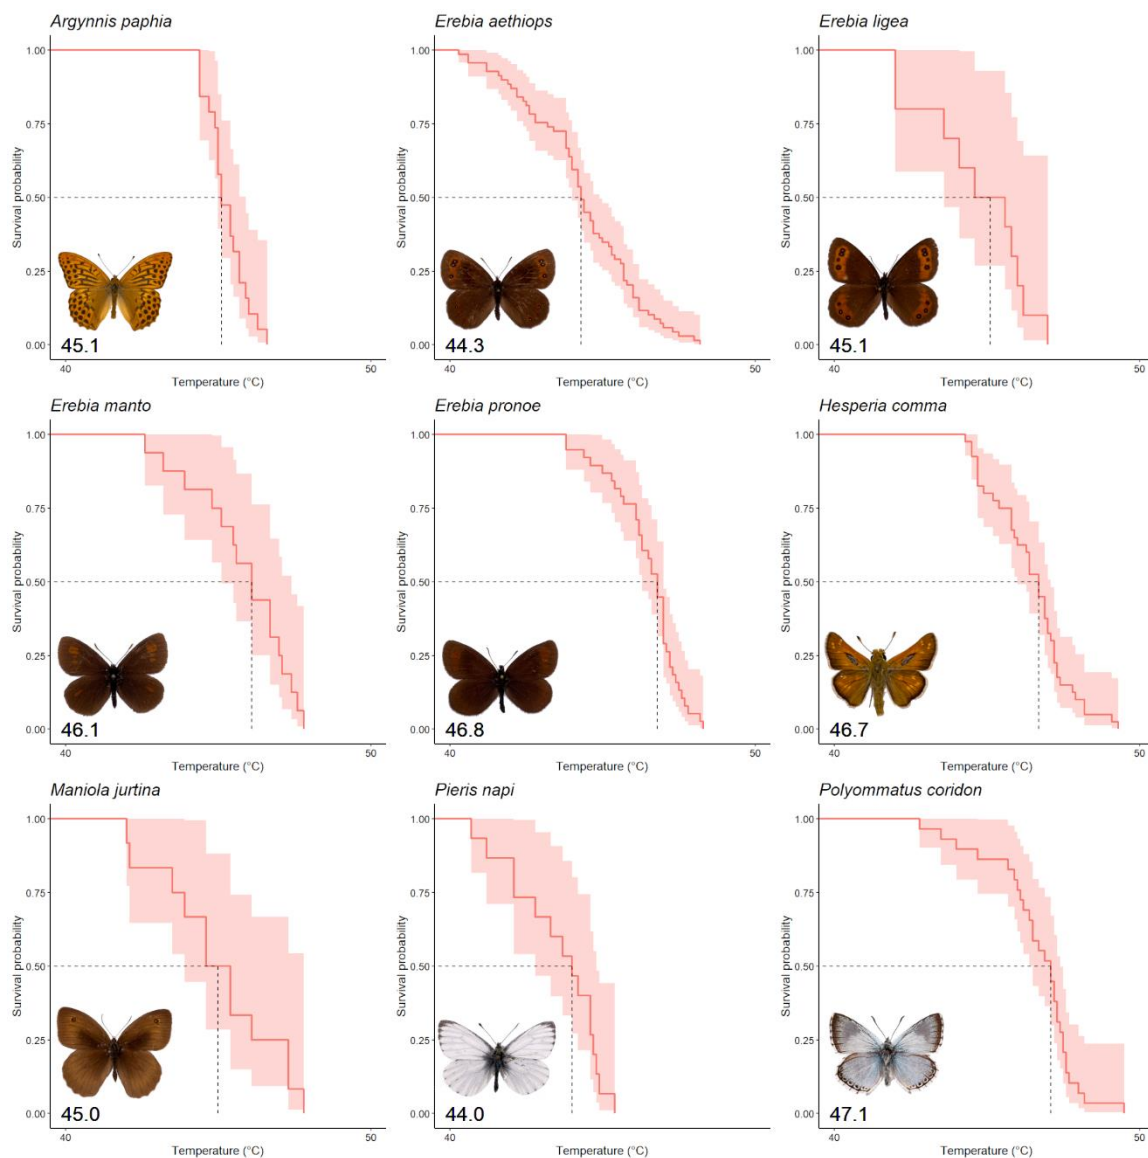 Argynnis paphia
Erebia aethiops
Erebia ligea
1.00
0.75
0.50
0.25
0.00
Survival probability
45.1
40
50
Temperature (°C)
1.00
0.75
0.50
0.25
0.00
Survival probability
44.3
40
50
Temperature (°C)
1.00
0.75
0.50
0.25
0.00
Survival probability
45.1
40
50
Temperature (°C)
Erebia manto
Erebia pronoe
Hesperia comma
1.00
0.75
0.50
0.25
0.00
Survival probability
46.1
40
50
Temperature (°C)
1.00
0.75
0.50
0.25
0.00
Survival probability
46.8
40
50
Temperature (°C)
1.00
0.75
0.50
0.25
0.00
Survival probability
46.7
40
50
Temperature (°C)
Maniola jurtina
Pieris napi
Polyommatus coridon
1.00
0.75
0.50
0.25
0.00
Survival probability
45.0
40
50
Temperature (°C)
1.00
0.75
0.50
0.25
0.00
Survival probability
44.0
40
50
Temperature (°C)
1.00
0.75
0.50
0.25
0.00
Survival probability
47.1
40
50
Temperature (°C)